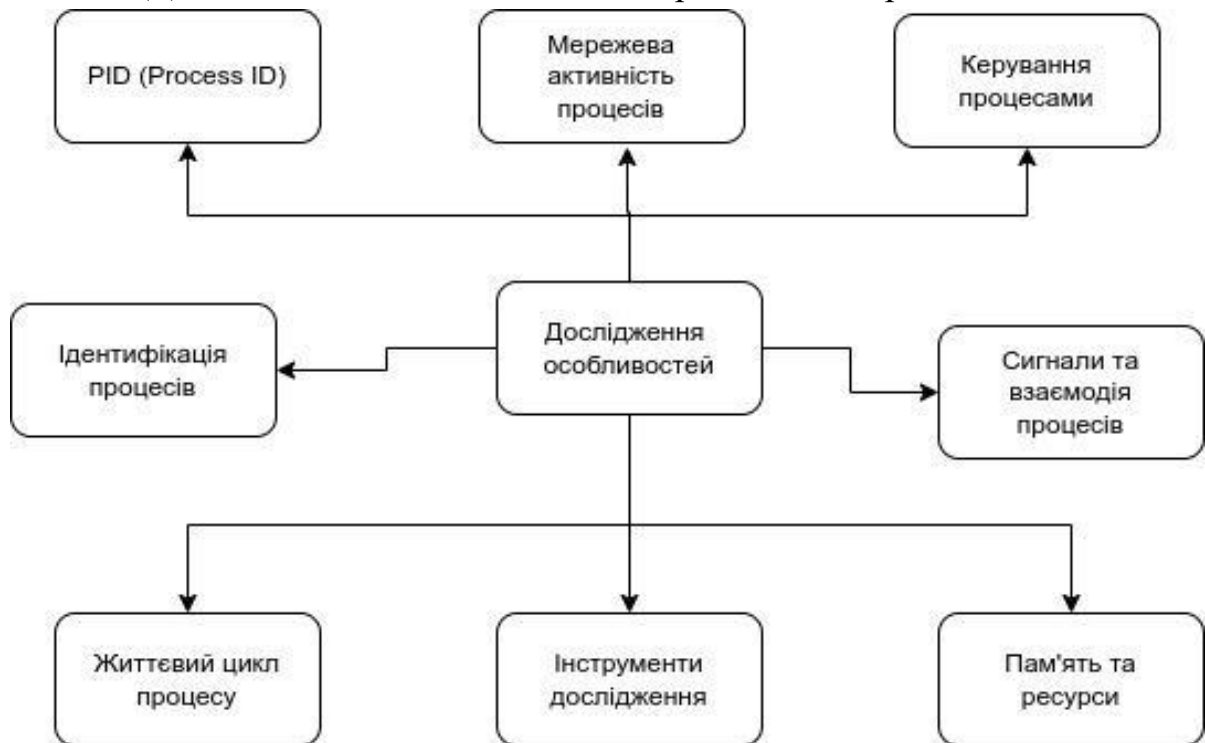 PID (Process ID)
Мережева
активність
процесів
Керування
процесами
Ідентифікація
процесів
Дослідження
особливостей
Сигнали та
взаємодія
процесів
Життєвий цикл
процесу
Інструменти
дослідження
Пам'ять та
ресурси